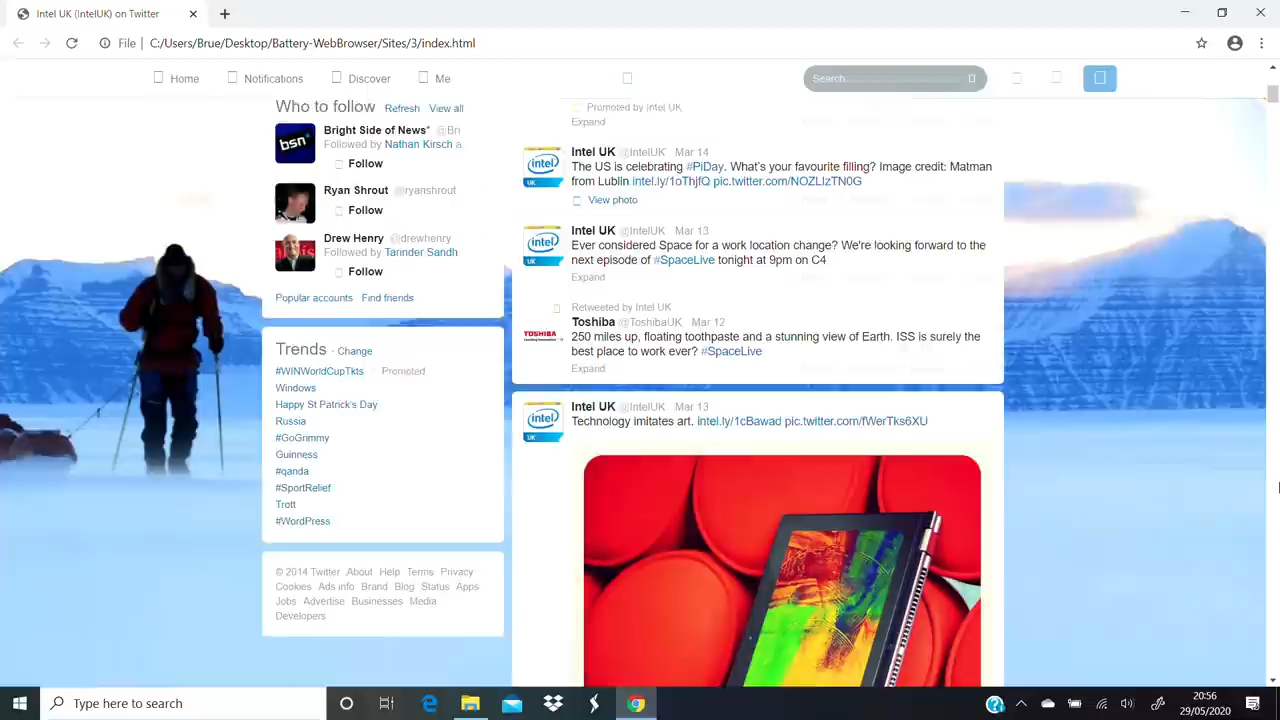 Intel UK (IntelUK) on Twitter
File C:/Users/Brue/Desktop/Battery-WebBrowser/Sites/3/index.html
Home Notifications Discover Me Search...
Who to follow Refresh View all
bsn*
Bright Side of News* @Bri
Followed by Nathan Kirsch a
Follow
Ryan Shrout @ryanshrout
Follow
Drew Henry @drewhenry
Followed by Tarinder Sandh
Follow
Popular accounts Find friends
Trends · Change
#WINWorldCupTkts Promoted
Windows
Happy St Patrick's Day
Russia
#GoGrimmy
Guinness
#qanda
#SportRelief
Trott
#WordPress
© 2014 Twitter About Help Terms Privacy
Cookies Ads info Brand Blog Status Apps
Jobs Advertise Businesses Media
Developers
Promoted by Intel UK
Expand
intel
UK
Intel UK @IntelUK Mar 14
The US is celebrating #PiDay. What's your favourite filling? Image credit: Matman
from Lublin intel.ly/1oThjfQ pic.twitter.com/NOZLIzTN0G
View photo
intel
UK
Intel UK @IntelUK Mar 13
Ever considered Space for a work location change? We're looking forward to the
next episode of #SpaceLive tonight at 9pm on C4
Expand
Retweeted by Intel UK
TOSHIBA
Toshiba @ToshibaUK Mar 12
250 miles up, floating toothpaste and a stunning view of Earth. ISS is surely the
best place to work ever? #SpaceLive
Expand
intel
UK
Intel UK @IntelUK Mar 13
Technology imitates art. intel.ly/1cBawad pic.twitter.com/fWerTks6XU
Type here to search
20:56
29/05/2020